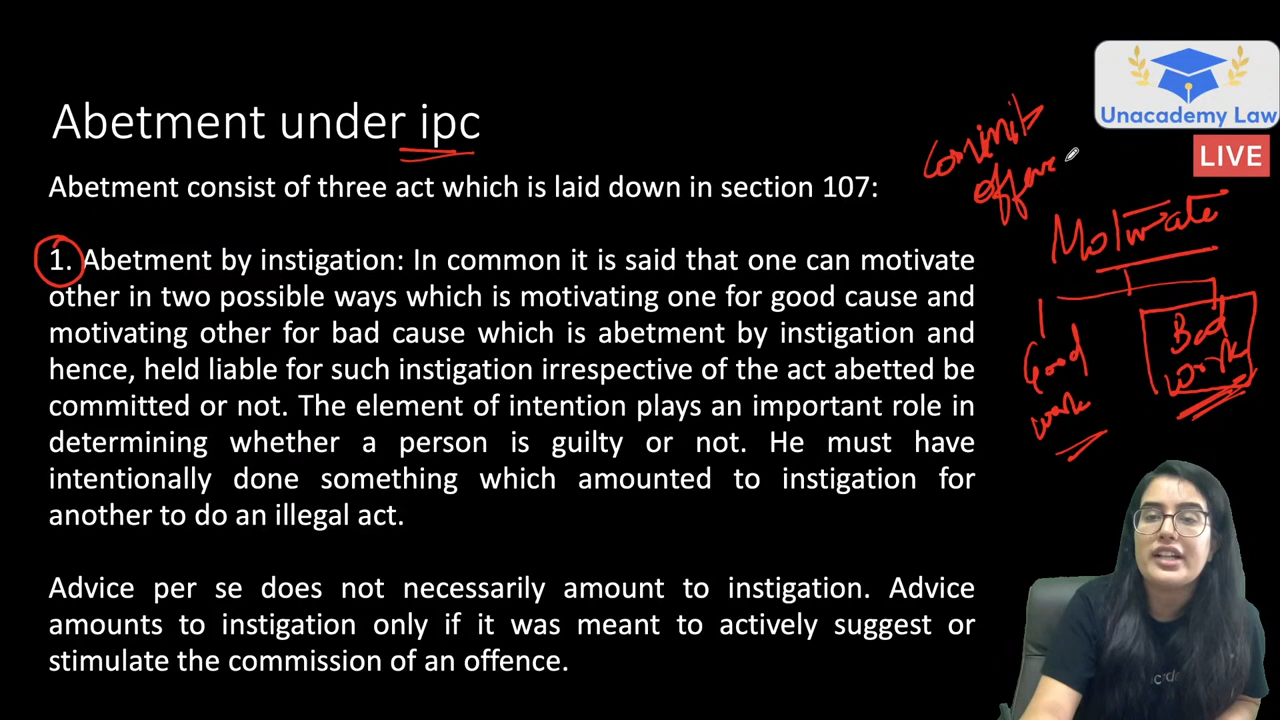 Unacademy Law
LIVE
Abetment under ipc
Abetment consist of three act which is laid down in section 107:
1. Abetment by instigation: In common it is said that one can motivate
other in two possible ways which is motivating one for good cause and
motivating other for bad cause which is abetment by instigation and
hence, held liable for such instigation irrespective of the act abetted be
committed or not. The element of intention plays an important role in
determining whether a person is guilty or not. He must have
intentionally done something which amounted to instigation for
another to do an illegal act.
Advice per se does not necessarily amount to instigation. Advice
amounts to instigation only if it was meant to actively suggest or
stimulate the commission of an offence.
Commit
Motivate
Good
work
Bad
work